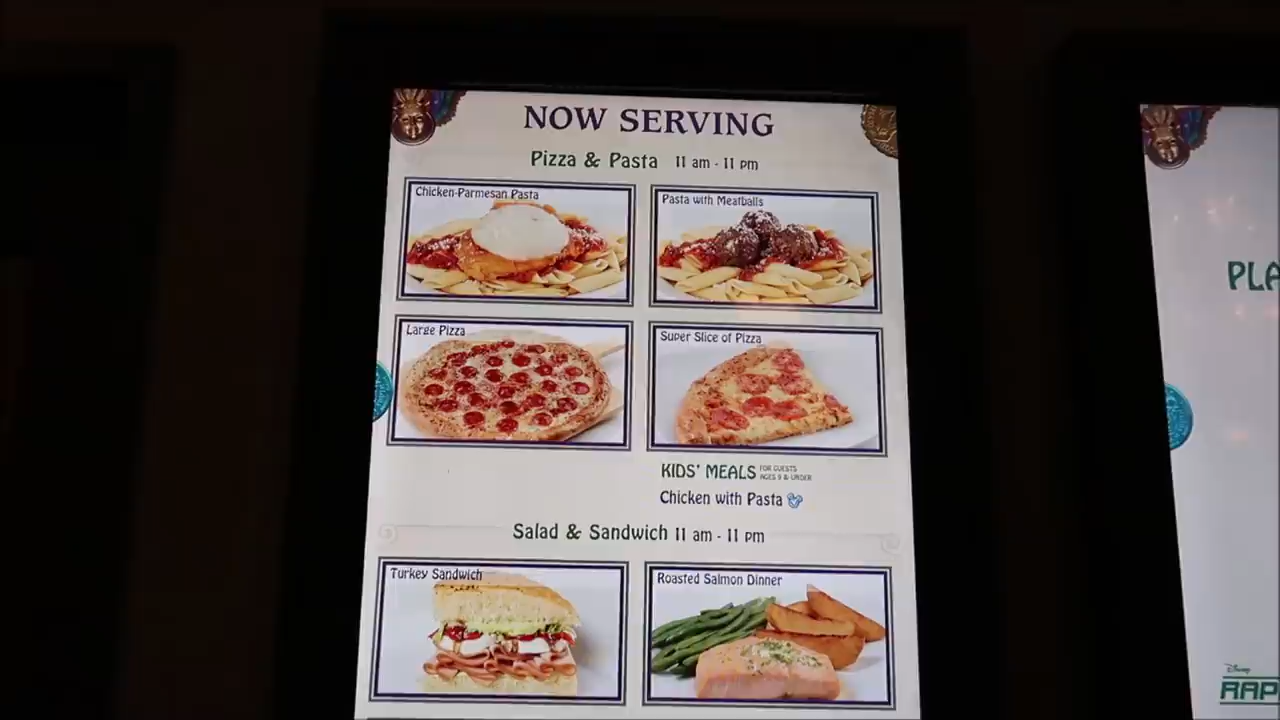 NOW SERVING
Pizza & Pasta 11 am - 11 pm
Chicken-Parmesan Pasta
Pasta with Meatballs
Large Pizza
Super Slice of Pizza
KIDS' MEALS FOR GUESTS AGES 9 & UNDER
Chicken with Pasta
Salad & Sandwich 11 am - 11 pm
Turkey Sandwich
Roasted Salmon Dinner
PLA
Disney
RAP